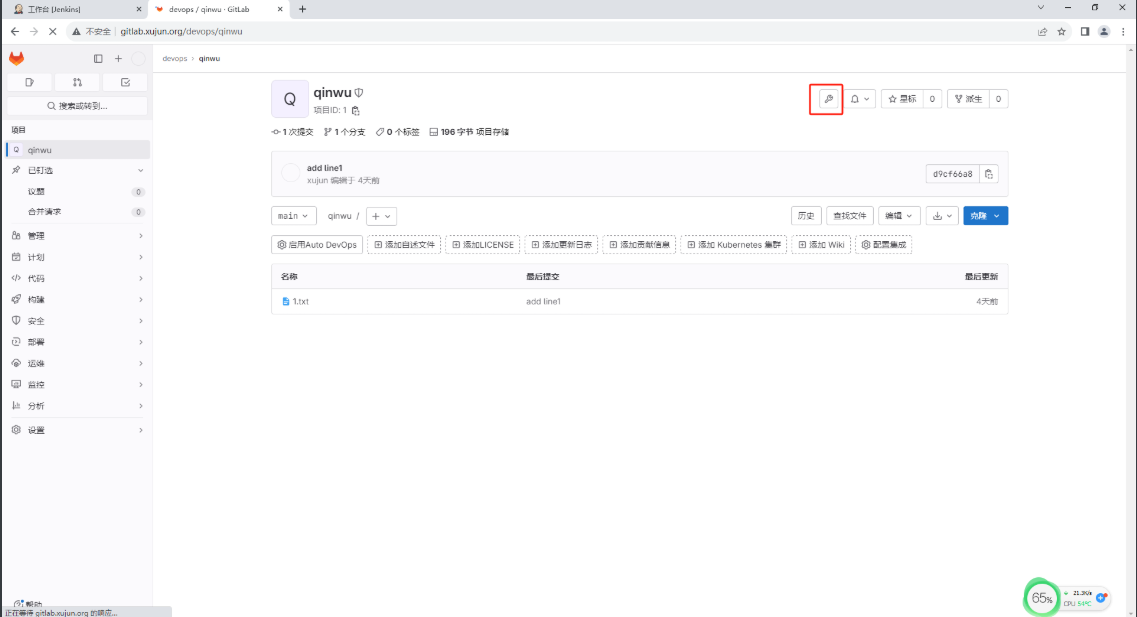 工作台 [Jenkins]
devops / qinwu · GitLab
不安全 gitlab.xujun.org/devops/qinwu
搜索或转到...
项目
Q qinwu
已钉选
议题 0
合并请求 0
管理
计划
代码
构建
安全
部署
运维
监控
分析
设置
帮助
正在等待 gitlab.xujun.org 的响应...
devops › qinwu
Q
qinwu
项目ID: 1
星标 0
派生 0
1 次提交 1 个分支 0 个标签 196 字节 项目存储
add line1
xujun 编辑于 4天前
d9cf66a8
main
qinwu /
历史
查找文件
编辑
克隆
启用Auto DevOps
添加自述文件
添加LICENSE
添加更新日志
添加贡献信息
添加 Kubernetes 集群
添加 Wiki
配置集成
名称 最后提交 最后更新
1.txt add line1 4天前
65%
21.3K/s
CPU 54℃